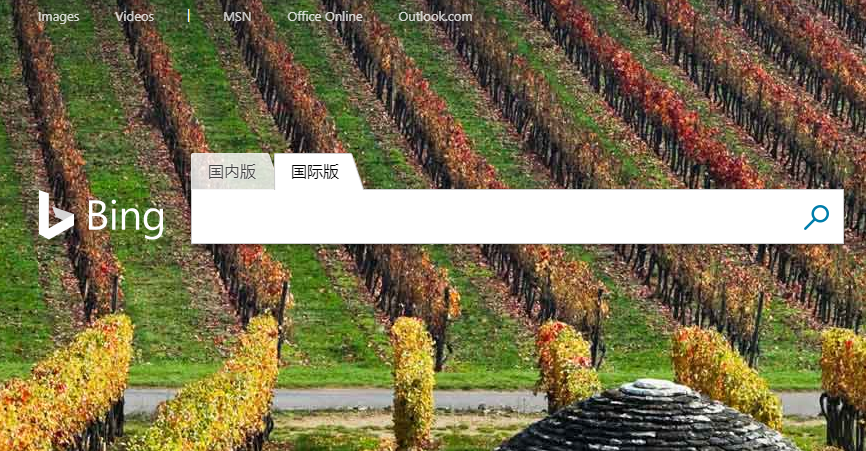 Images Videos | MSN Office Online Outlook.com
国内版 国际版
Bing